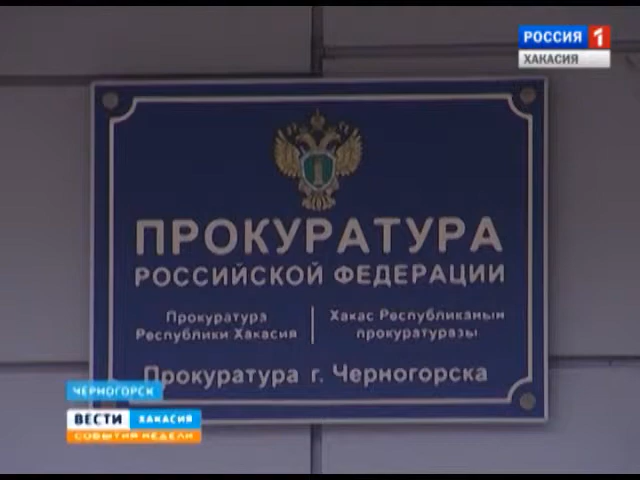 РОССИЯ 1
ХАКАСИЯ
ПРОКУРАТУРА
РОССИЙСКОЙ ФЕДЕРАЦИИ
Прокуратура
Республики Хакасия
Хакас Республиканың
прокуратуразы
Прокуратура г. Черногорска
ЧЕРНОГОРСК
ВЕСТИ ХАКАСИЯ
СОБЫТИЯ НЕДЕЛИ